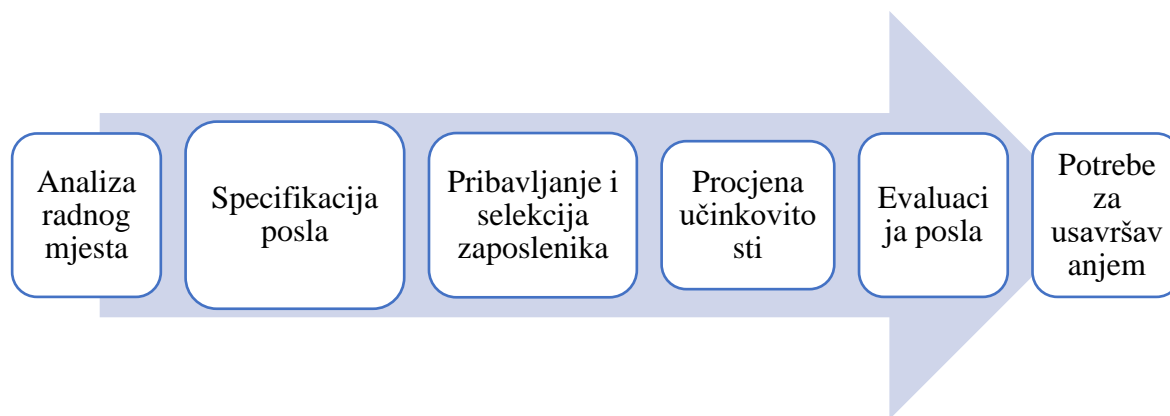 Analiza
radnog
mjesta
Specifikacija
posla
Pribavljanje i
selekcija
zaposlenika
Procjena
učinkovito
sti
Evaluaci
ja posla
Potrebe
za
usavršav
anjem